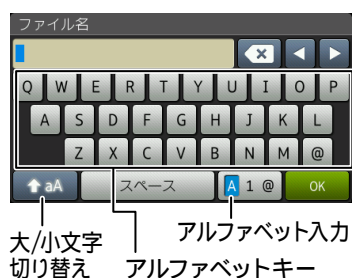 ファイル名
Q W E R T Y U I O P
A S D F G H J K L
Z X C V B N M @
aA スペース A 1 @ OK
大/小文字
切り替え
アルファベット入力
アルファベットキー